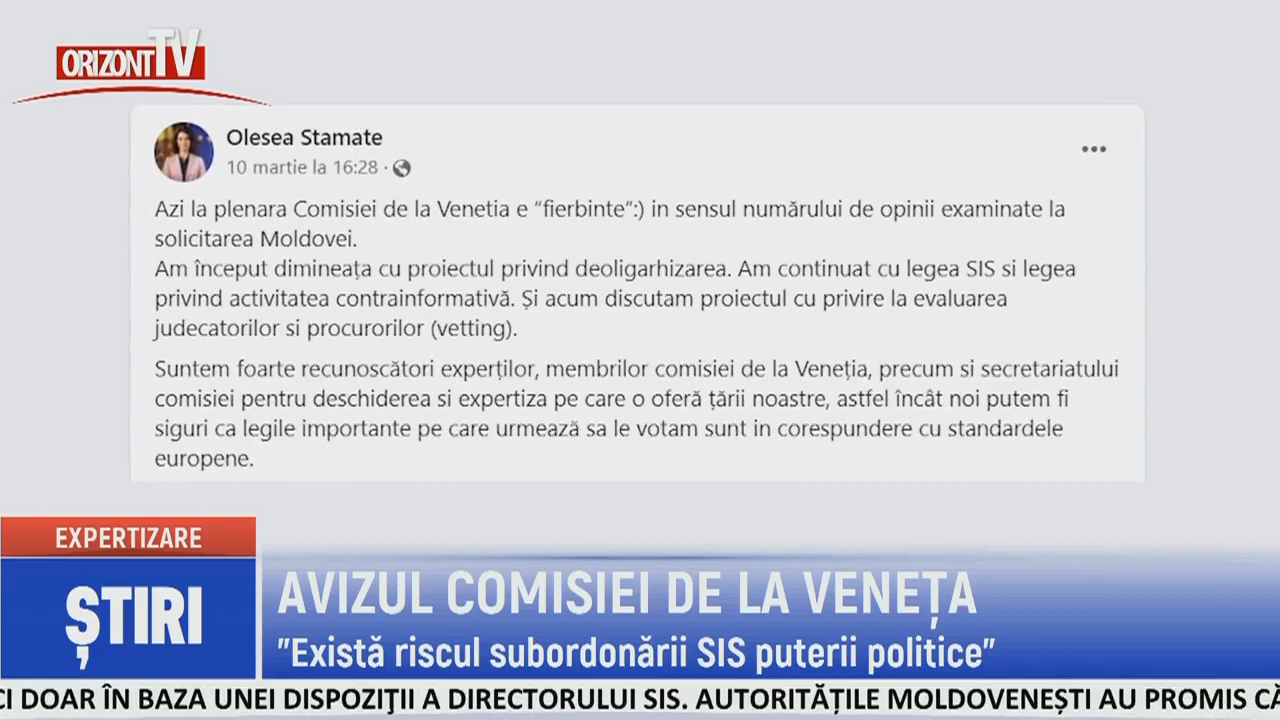 ORIZONT TV
Olesea Stamate
10 martie la 16:28 ·
Azi la plenara Comisiei de la Venetia e “fierbinte“:) in sensul numărului de opinii examinate la
solicitarea Moldovei.
Am început dimineața cu proiectul privind deoligarhizarea. Am continuat cu legea SIS si legea
privind activitatea contrainformativă. Și acum discutam proiectul cu privire la evaluarea
judecatorilor si procurorilor (vetting).
Suntem foarte recunoscători experților, membrilor comisiei de la Veneția, precum si secretariatului
comisiei pentru deschiderea si expertiza pe care o oferă țării noastre, astfel încât noi putem fi
siguri ca legile importante pe care urmează sa le votam sunt in corespundere cu standardele
europene.
EXPERTIZARE
ȘTIRI
AVIZUL COMISIEI DE LA VENEȚA
"Există riscul subordonării SIS puterii politice"
CI DOAR ÎN BAZA UNEI DISPOZIŢII A DIRECTORULUI SIS. AUTORITĂȚILE MOLDOVENEȘTI AU PROMIS CĂ